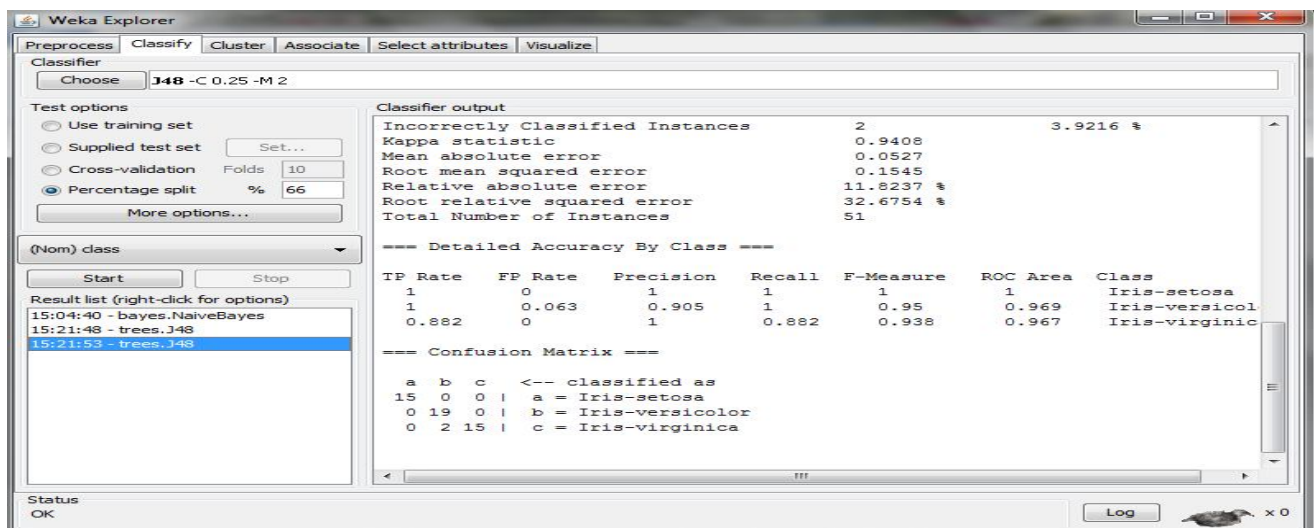 Weka Explorer
Preprocess Classify Cluster Associate Select attributes Visualize
Classifier
Choose J48 -C 0.25 -M 2
Test options
Use training set
Supplied test set Set...
Cross-validation Folds 10
Percentage split % 66
More options...
(Nom) class
Start Stop
Result list (right-click for options)
15:04:40 - bayes.NaiveBayes
15:21:48 - trees.J48
15:21:53 - trees.J48
Classifier output
Incorrectly Classified Instances 2 3.9216 %
Kappa statistic 0.9408
Mean absolute error 0.0527
Root mean squared error 0.1545
Relative absolute error 11.8237 %
Root relative squared error 32.6754 %
Total Number of Instances 51
=== Detailed Accuracy By Class ===
TP Rate FP Rate Precision Recall F-Measure ROC Area Class
1 0 1 1 1 1 Iris-setosa
1 0.063 0.905 1 0.95 0.969 Iris-versicol
0.882 0 1 0.882 0.938 0.967 Iris-virginic
=== Confusion Matrix ===
a b c <-- classified as
15 0 0 | a = Iris-setosa
0 19 0 | b = Iris-versicolor
0 2 15 | c = Iris-virginica
Status
OK
Log x 0